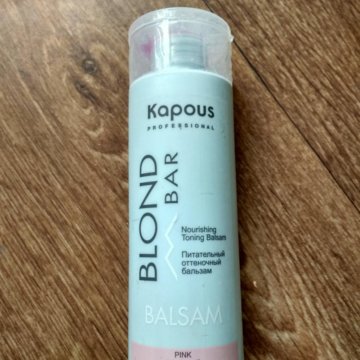 Kapous
PROFESSIONAL
BLOND
BAR
Nourishing
Toning Balsam
Питательный
оттеночный
бальзам
BALSAM
PINK